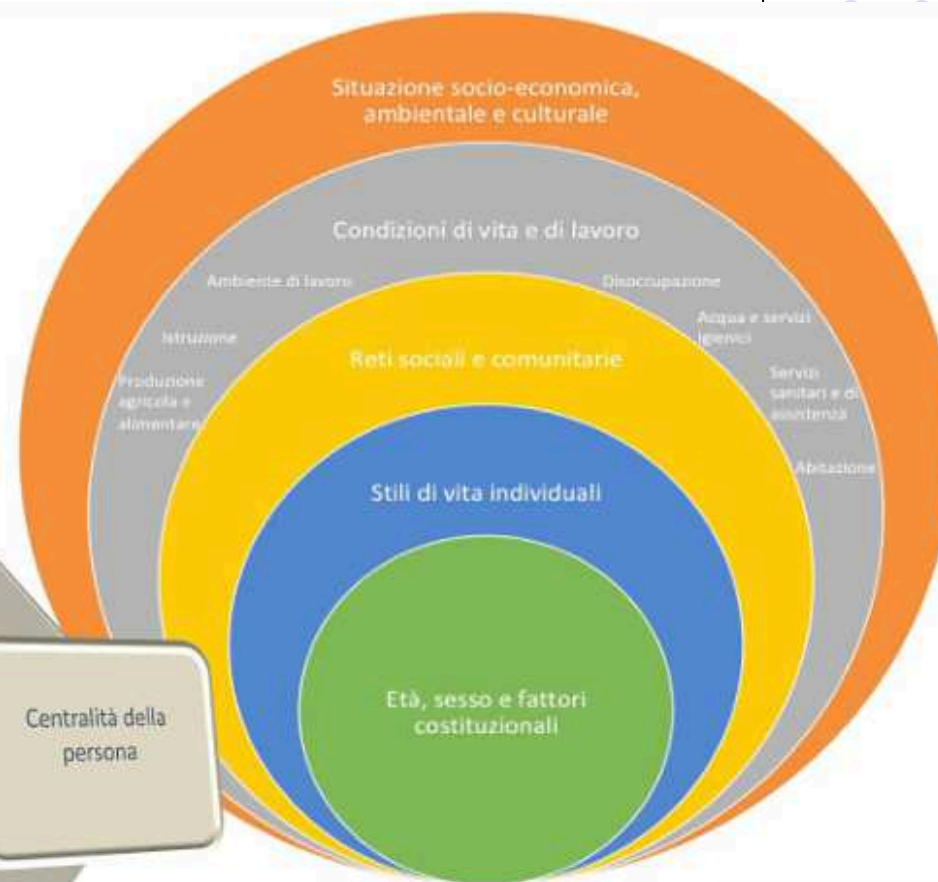 Situazione socio-economica,
ambientale e culturale
Condizioni di vita e di lavoro
Ambiente di lavoro
Disoccupazione
Istruzione
Acqua e servizi
igienici
Reti sociali e comunitarie
Produzione
agricola e
alimentare
Servizi
sanitari e di
assistenza
Abitazione
Stili di vita individuali
Età, sesso e fattori
costituzionali
Centralità della
persona